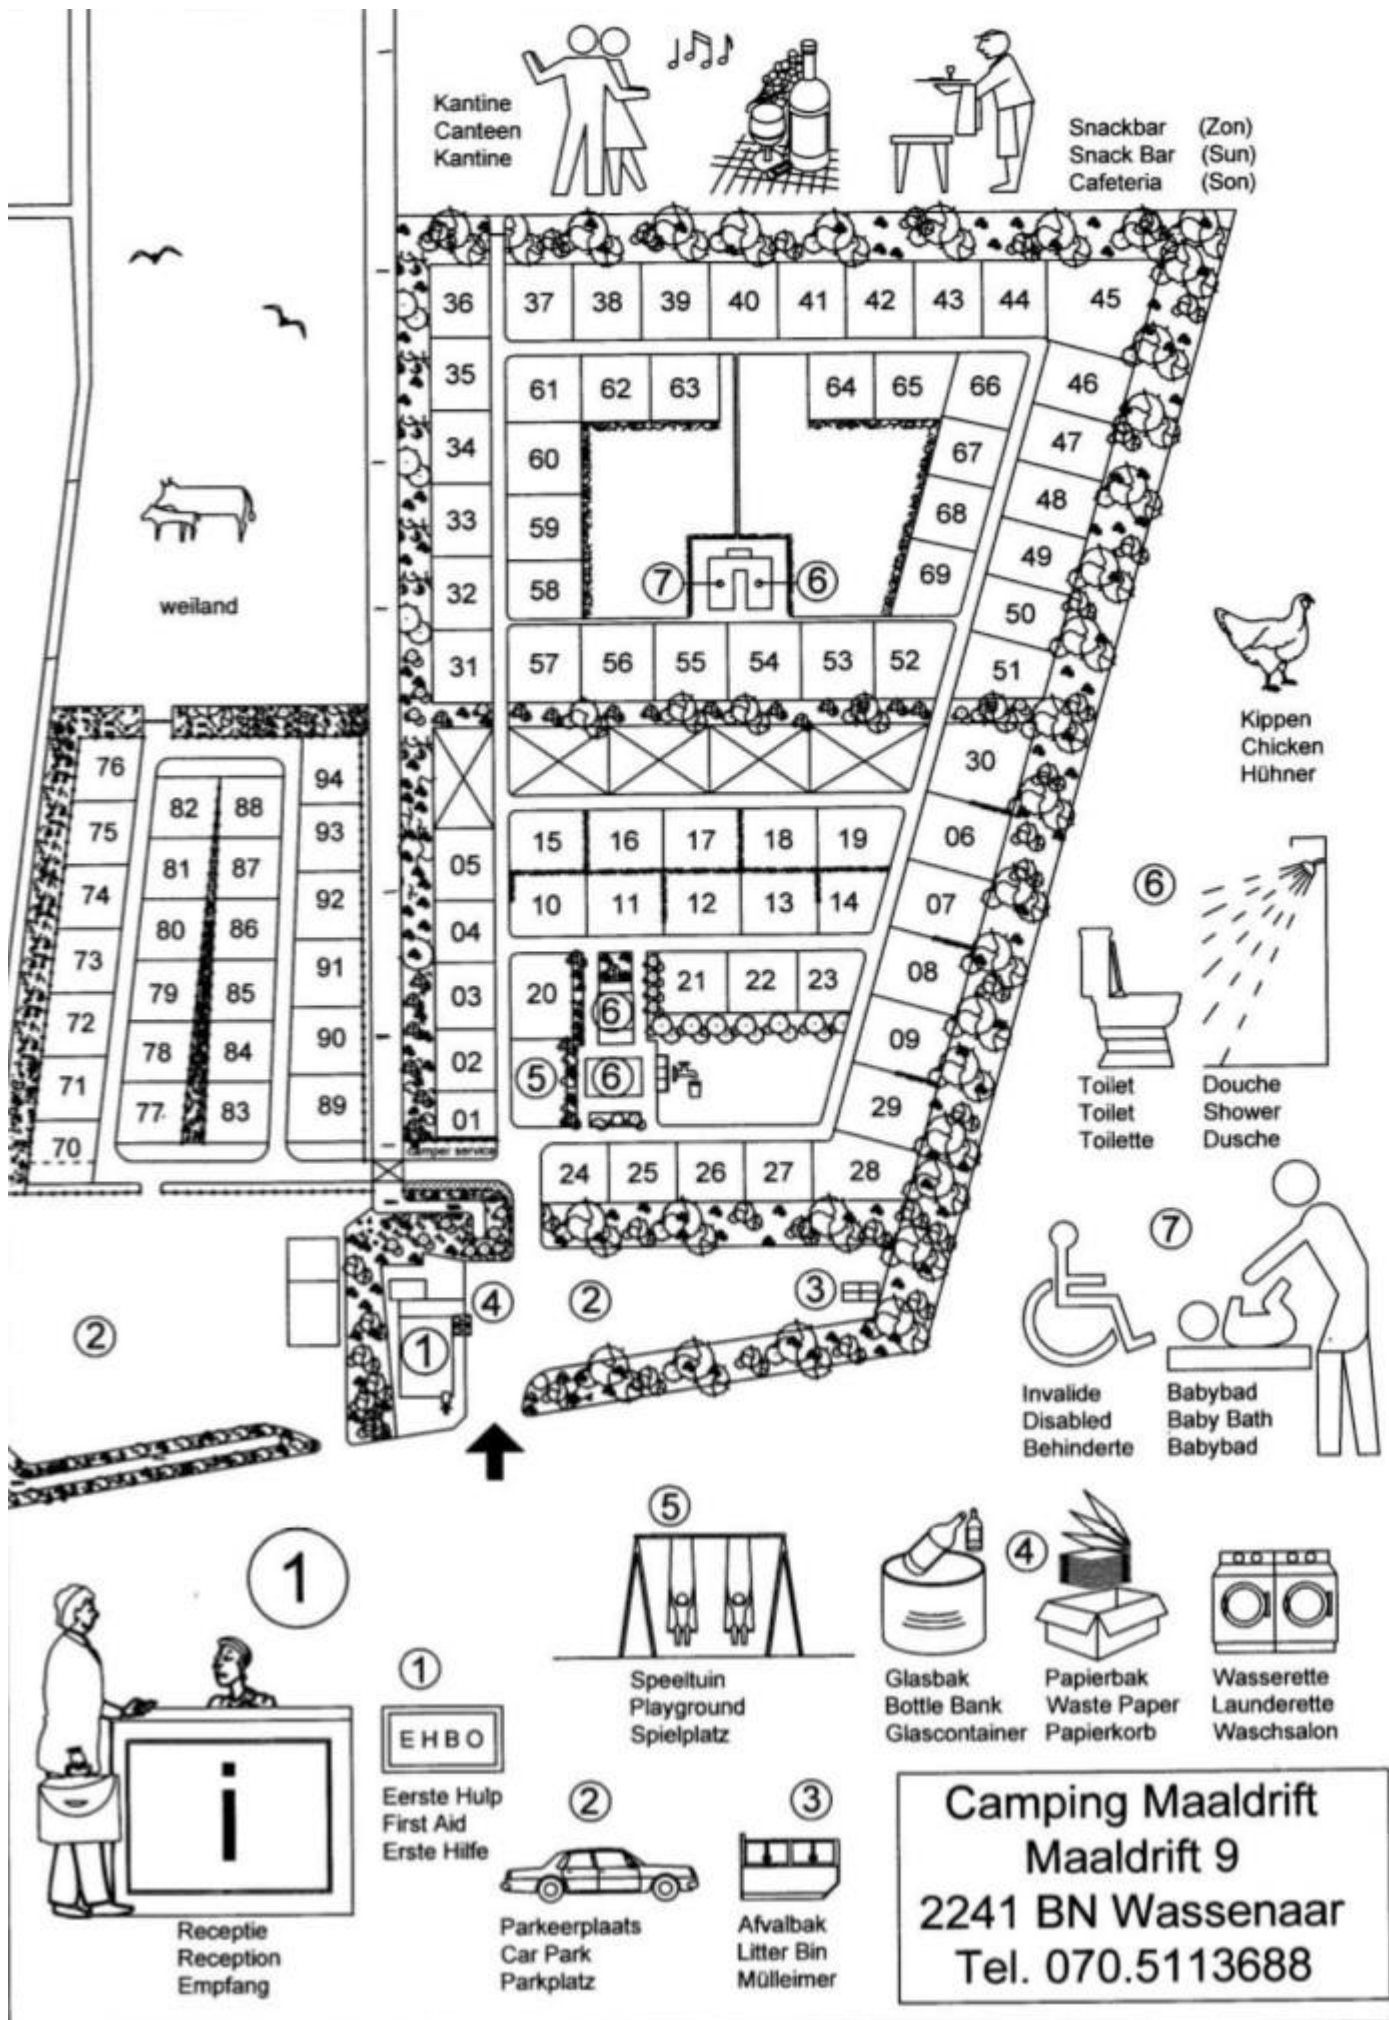 Kantine
Canteen
Kantine
Snackbar (Zon)
Snack Bar (Sun)
Cafeteria (Son)
36 37 38 39 40 41 42 43 44 45
35 61 62 63 64 65 66 46
34 60 67 47
33 59 68 48
32 58 7 6 69 49
50
31 57 56 55 54 53 52 51
weiland
Kippen
Chicken
Hühner
76 82 88 94 30
75 81 87 93 05 15 16 17 18 19 06
74 80 86 92 04 10 11 12 13 14 07
73 79 85 91 03 20 6 21 22 23 08
72 78 84 90 02 5 6 09
71 77 83 89 01 29
70
camper service
24 25 26 27 28
6
Toilet
Toilet
Toilette
Douche
Shower
Dusche
2 1 4 2 3
7
Invalide
Disabled
Behinderte
Babybad
Baby Bath
Babybad
1
i
Receptie
Reception
Empfang
1
EHBO
Eerste Hulp
First Aid
Erste Hilfe
5
Speeltuin
Playground
Spielplatz
4
Glasbak
Bottle Bank
Glascontainer
Papierbak
Waste Paper
Papierkorb
Wasserette
Launderette
Waschsalon
2
Parkeerplaats
Car Park
Parkplatz
3
Afvalbak
Litter Bin
Mülleimer
Camping Maaldrift
Maaldrift 9
2241 BN Wassenaar
Tel. 070.5113688